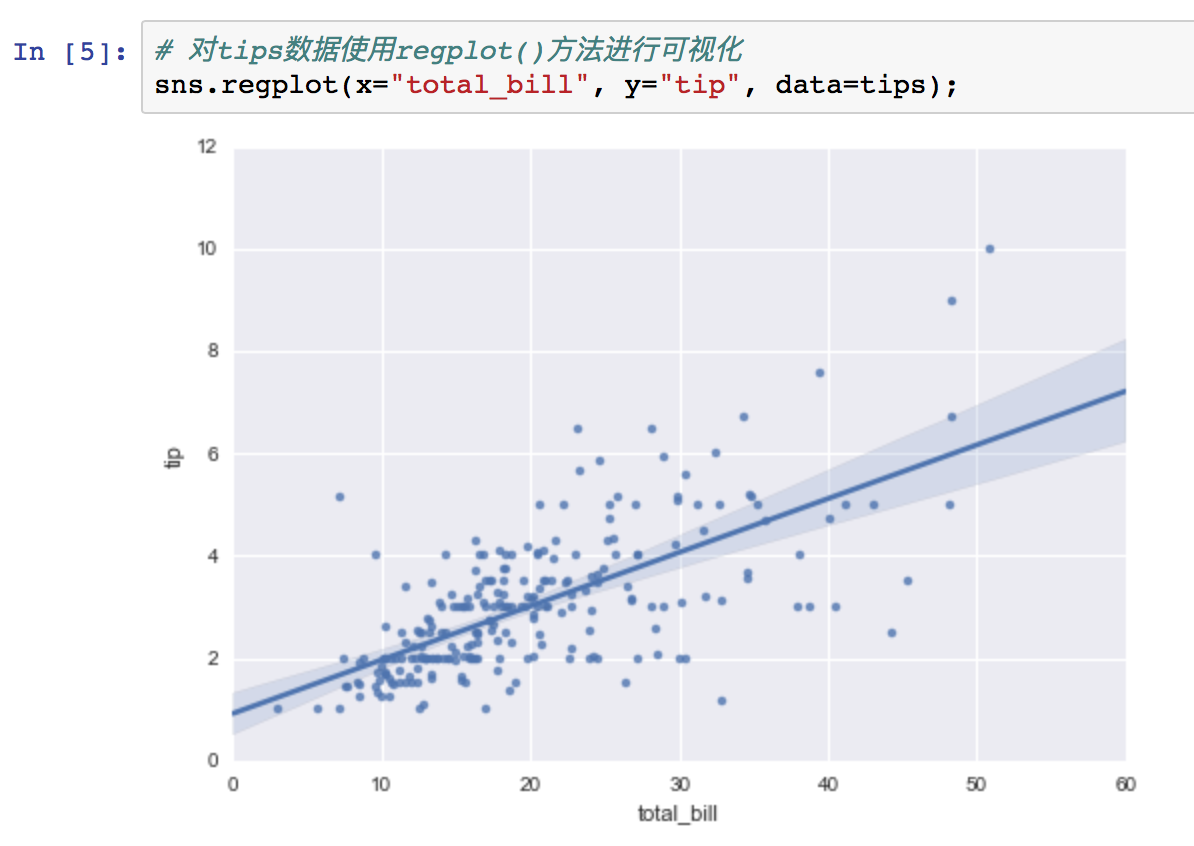 In [5]: # 对tips数据使用regplot()方法进行可视化
sns.regplot(x="total_bill", y="tip", data=tips);
12
10
8
6
4
2
0
tip
0 10 20 30 40 50 60
total_bill